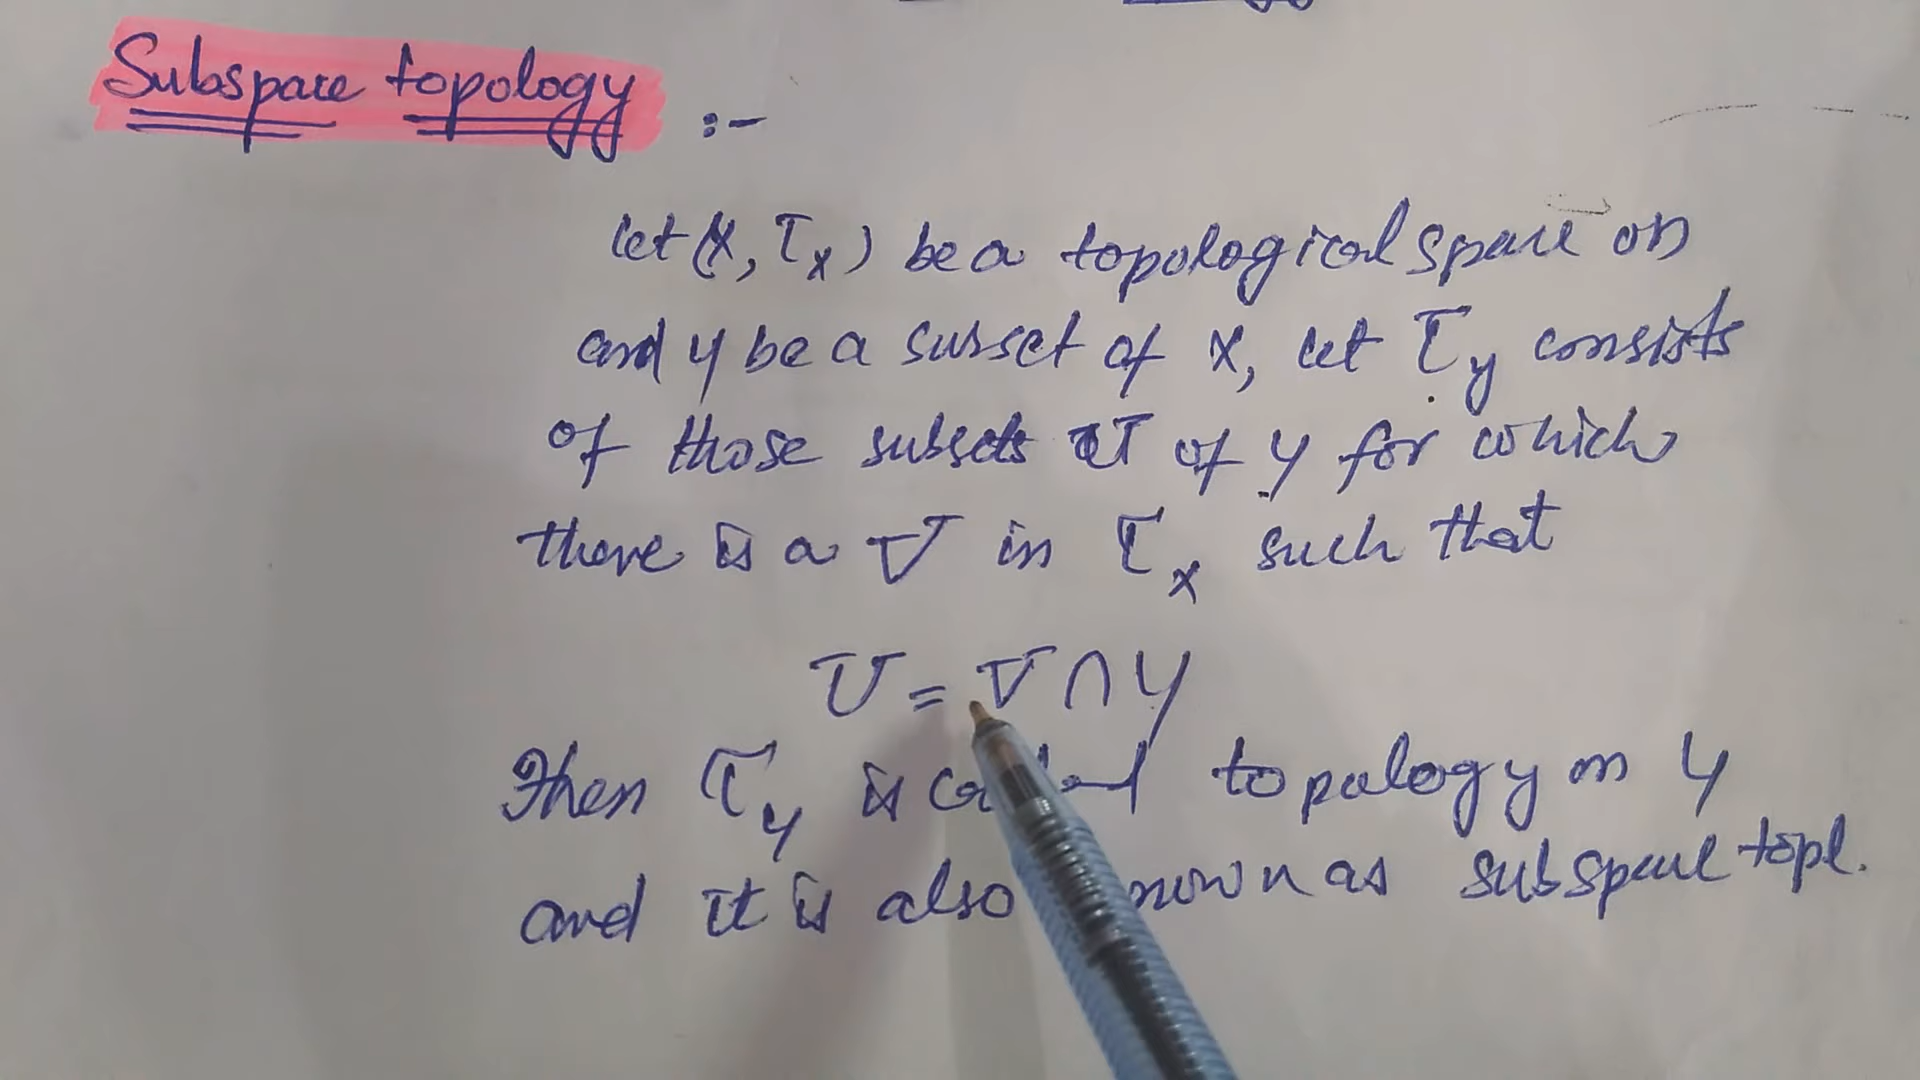 Subspace topology :-
let (X, τx) be a topological space on
and Y be a subset of X, let τy consists
of those subsets U of Y for which
there is a V in τx such that
U = V ∩ Y
Then τy is called topology on Y
and it is also known as subspace topl.